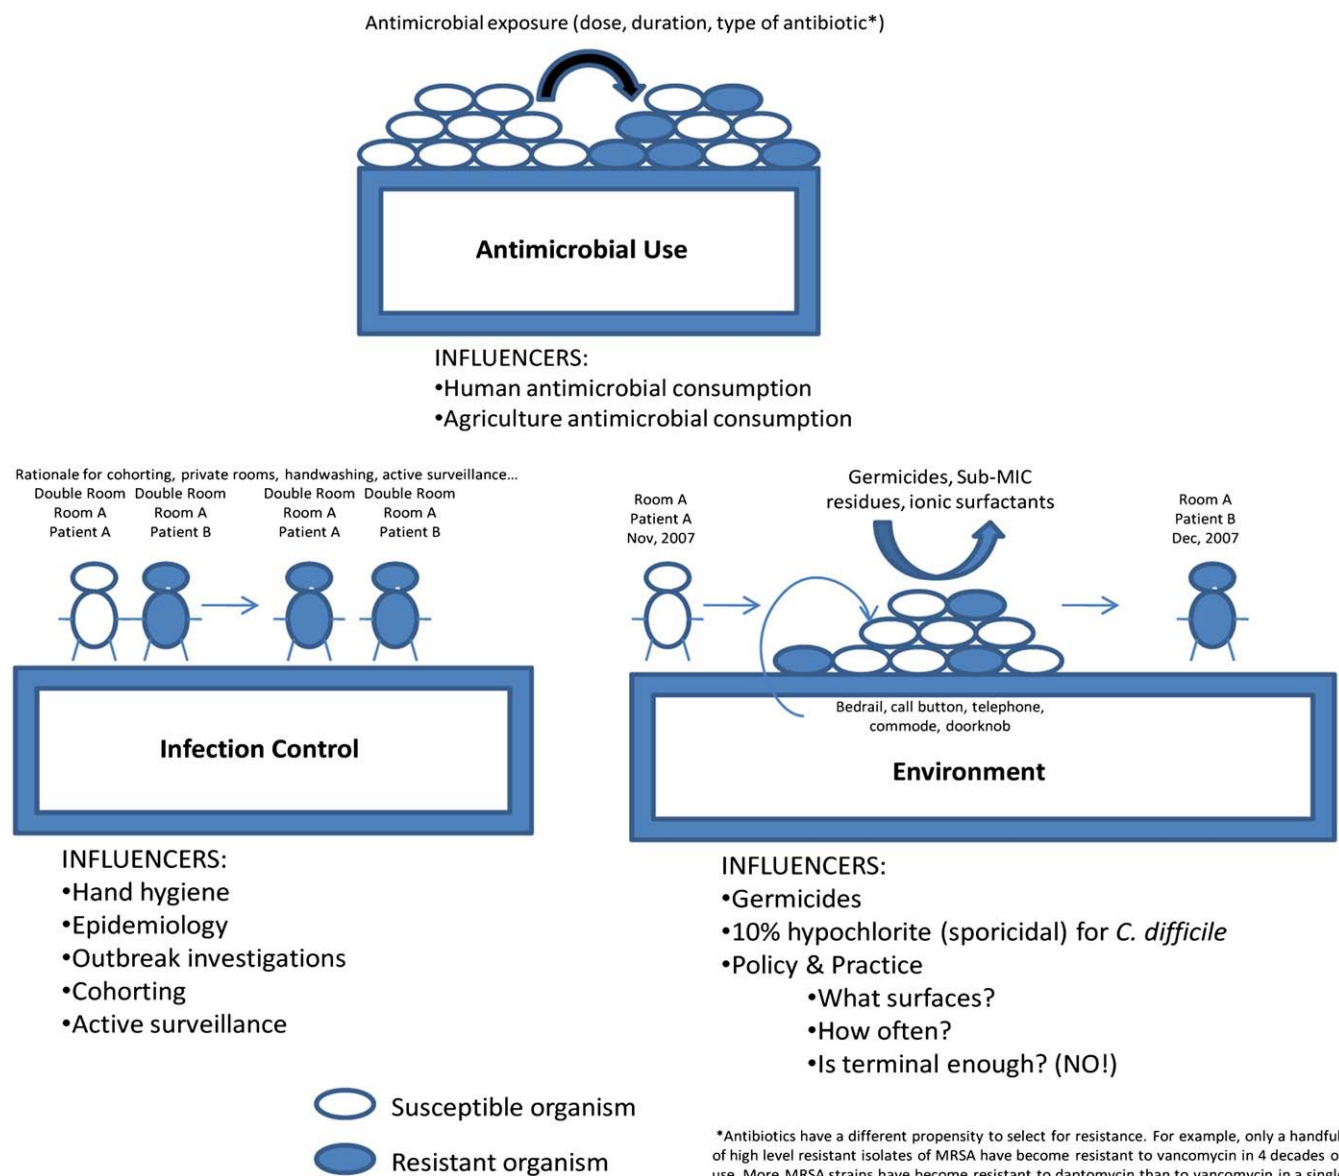 Antimicrobial exposure (dose, duration, type of antibiotic*)
Antimicrobial Use
INFLUENCERS:
•Human antimicrobial consumption
•Agriculture antimicrobial consumption
Rationale for cohorting, private rooms, handwashing, active surveillance…
Double Room Double Room Double Room Double Room
Room A Room A Room A Room A
Patient A Patient B Patient A Patient B
Infection Control
INFLUENCERS:
•Hand hygiene
•Epidemiology
•Outbreak investigations
•Cohorting
•Active surveillance
Room A
Patient A
Nov, 2007
Germicides, Sub-MIC
residues, ionic surfactants
Room A
Patient B
Dec, 2007
Bedrail, call button, telephone,
commode, doorknob
Environment
INFLUENCERS:
•Germicides
•10% hypochlorite (sporicidal) for C. difficile
•Policy & Practice
•What surfaces?
•How often?
•Is terminal enough? (NO!)
Susceptible organism
Resistant organism
*Antibiotics have a different propensity to select for resistance. For example, only a handful
of high level resistant isolates of MRSA have become resistant to vancomycin in 4 decades
use. More MRSA strains have become resistant to daptomycin than to vancomycin in a single